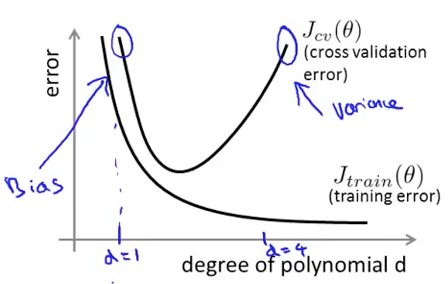 J_cv(θ)
(cross validation
error)
error
Variance
Bias
J_train(θ)
(training error)
d=1
d=4
degree of polynomial d